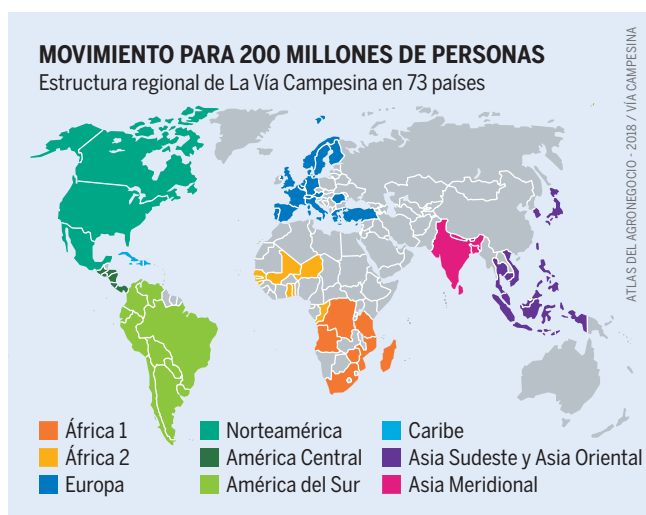 MOVIMIENTO PARA 200 MILLONES DE PERSONAS
Estructura regional de La Vía Campesina en 73 países
ATLAS DEL AGRONEGOCIO - 2018 / VÍA CAMPESINA
África 1
África 2
Europa
Norteamérica
América Central
América del Sur
Caribe
Asia Sudeste y Asia Oriental
Asia Meridional